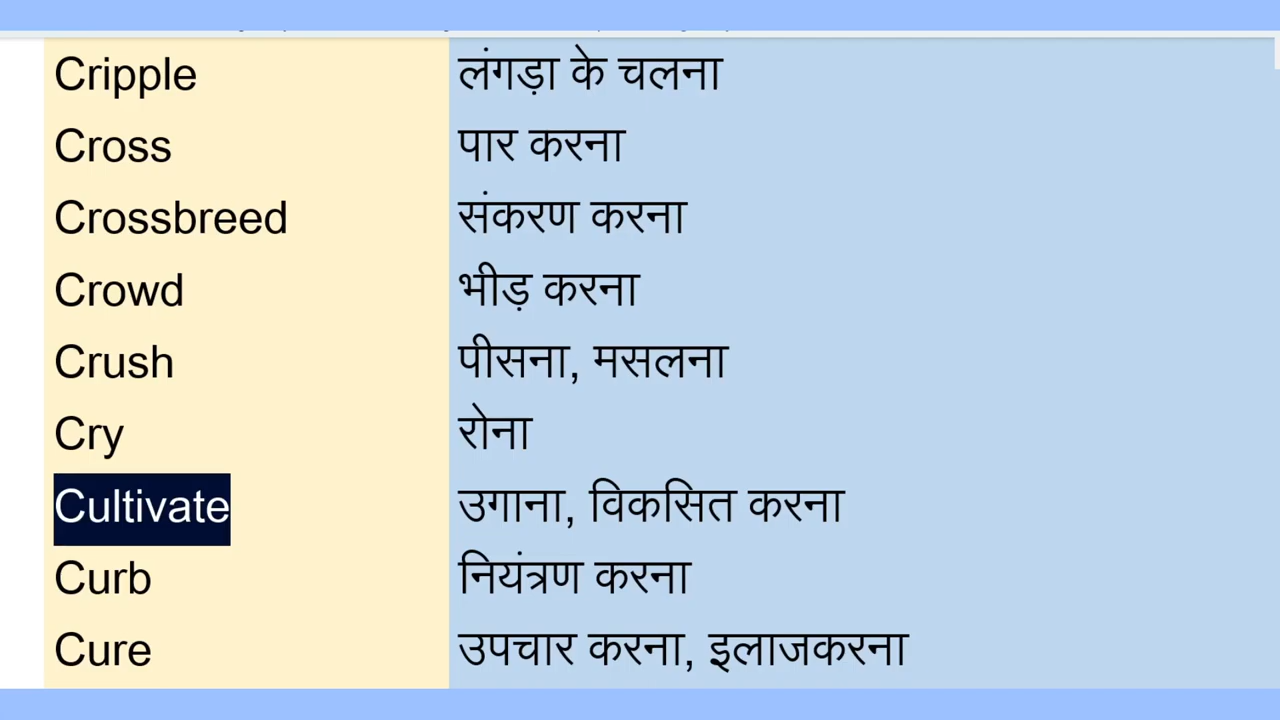 Cripple लंगड़ा के चलना
Cross पार करना
Crossbreed संकरण करना
Crowd भीड़ करना
Crush पीसना, मसलना
Cry रोना
Cultivate उगाना, विकसित करना
Curb नियंत्रण करना
Cure उपचार करना, इलाजकरना